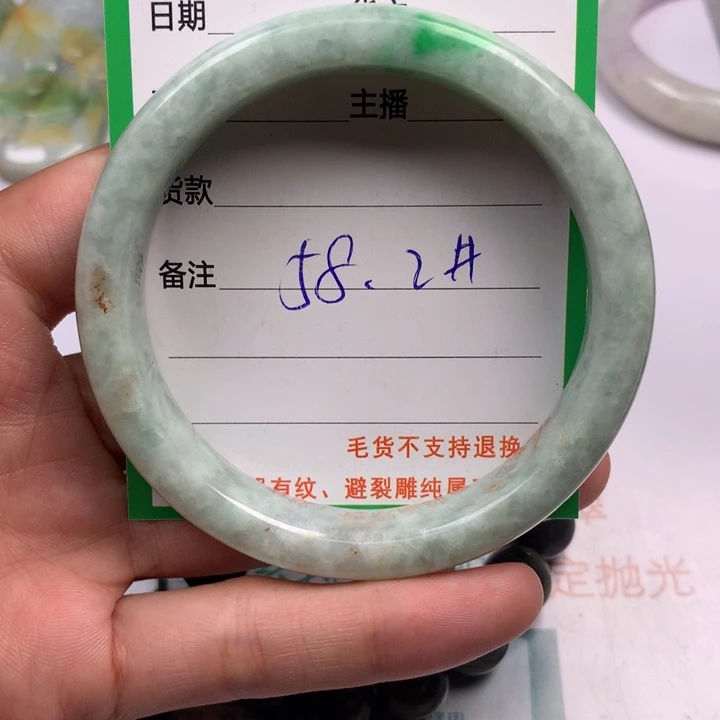 日期
主播
货款
备注 58.2#
毛货不支持退换
有纹、避裂雕纯属
定抛光